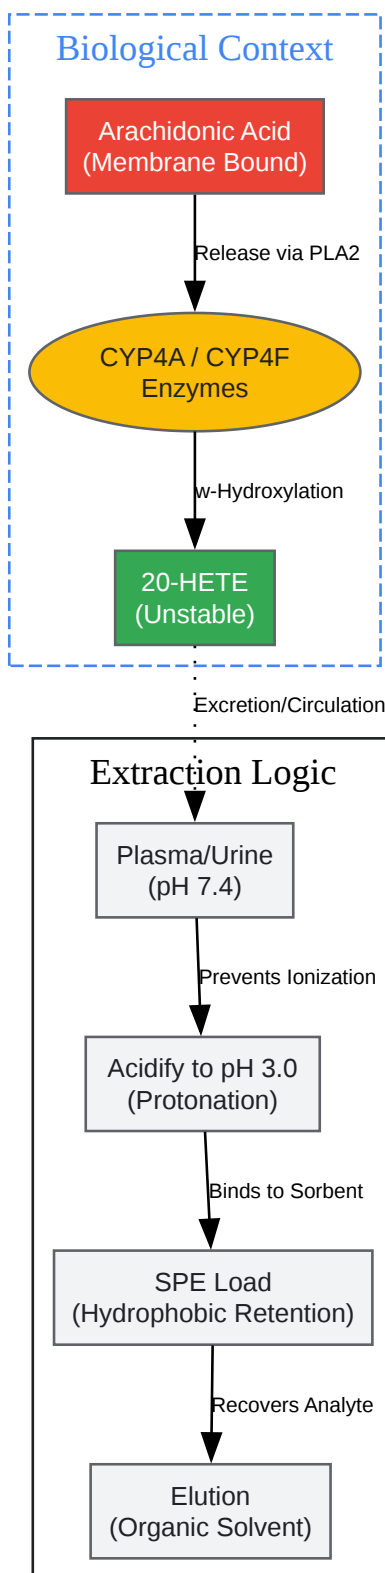 Biological Context
Arachidonic Acid
(Membrane Bound)
Release via PLA2
CYP4A / CYP4F
Enzymes
w-Hydroxylation
20-HETE
(Unstable)
Excretion/Circulation
Extraction Logic
Plasma/Urine
(pH 7.4)
Prevents Ionization
Acidify to pH 3.0
(Protonation)
Binds to Sorbent
SPE Load
(Hydrophobic Retention)
Recovers Analyte
Elution
(Organic Solvent)